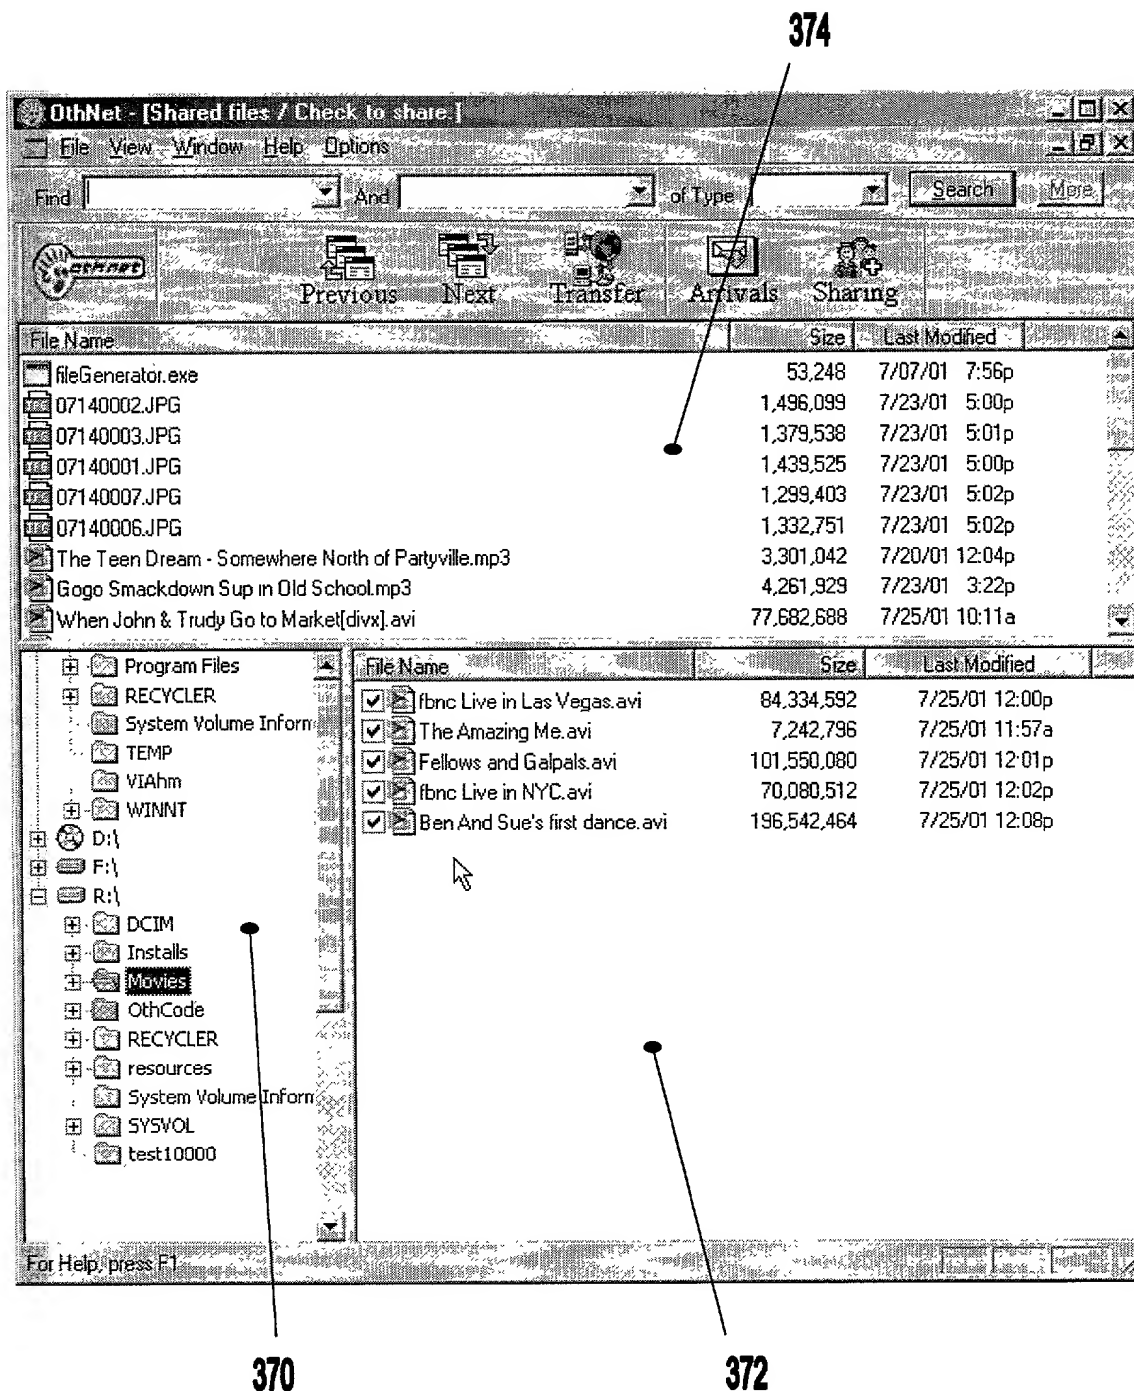 374
OthNet - [Shared files / Check to share.]
File View Window Help Options
Find And of Type Search More
othnet
Previous Next Transfer Arrivals Sharing
File Name Size Last Modified
fileGenerator.exe 53,248 7/07/01 7:56p
07140002.JPG 1,496,099 7/23/01 5:00p
07140003.JPG 1,379,538 7/23/01 5:01p
07140001.JPG 1,439,525 7/23/01 5:00p
07140007.JPG 1,299,403 7/23/01 5:02p
07140006.JPG 1,332,751 7/23/01 5:02p
The Teen Dream - Somewhere North of Partyville.mp3 3,301,042 7/20/01 12:04p
Gogo Smackdown Sup in Old School.mp3 4,261,929 7/23/01 3:22p
When John & Trudy Go to Market[divx].avi 77,682,688 7/25/01 10:11a
Program Files
RECYCLER
System Volume Inform
TEMP
VIAhm
WINNT
D:\
F:\
R:\
DCIM
Installs
Movies
OthCode
RECYCLER
resources
System Volume Inform
SYSVOL
test10000
File Name Size Last Modified
fbnc Live in Las Vegas.avi 84,334,592 7/25/01 12:00p
The Amazing Me.avi 7,242,796 7/25/01 11:57a
Fellows and Galpals.avi 101,550,080 7/25/01 12:01p
fbnc Live in NYC.avi 70,080,512 7/25/01 12:02p
Ben And Sue's first dance.avi 196,542,464 7/25/01 12:08p
For Help, press F1
370
372